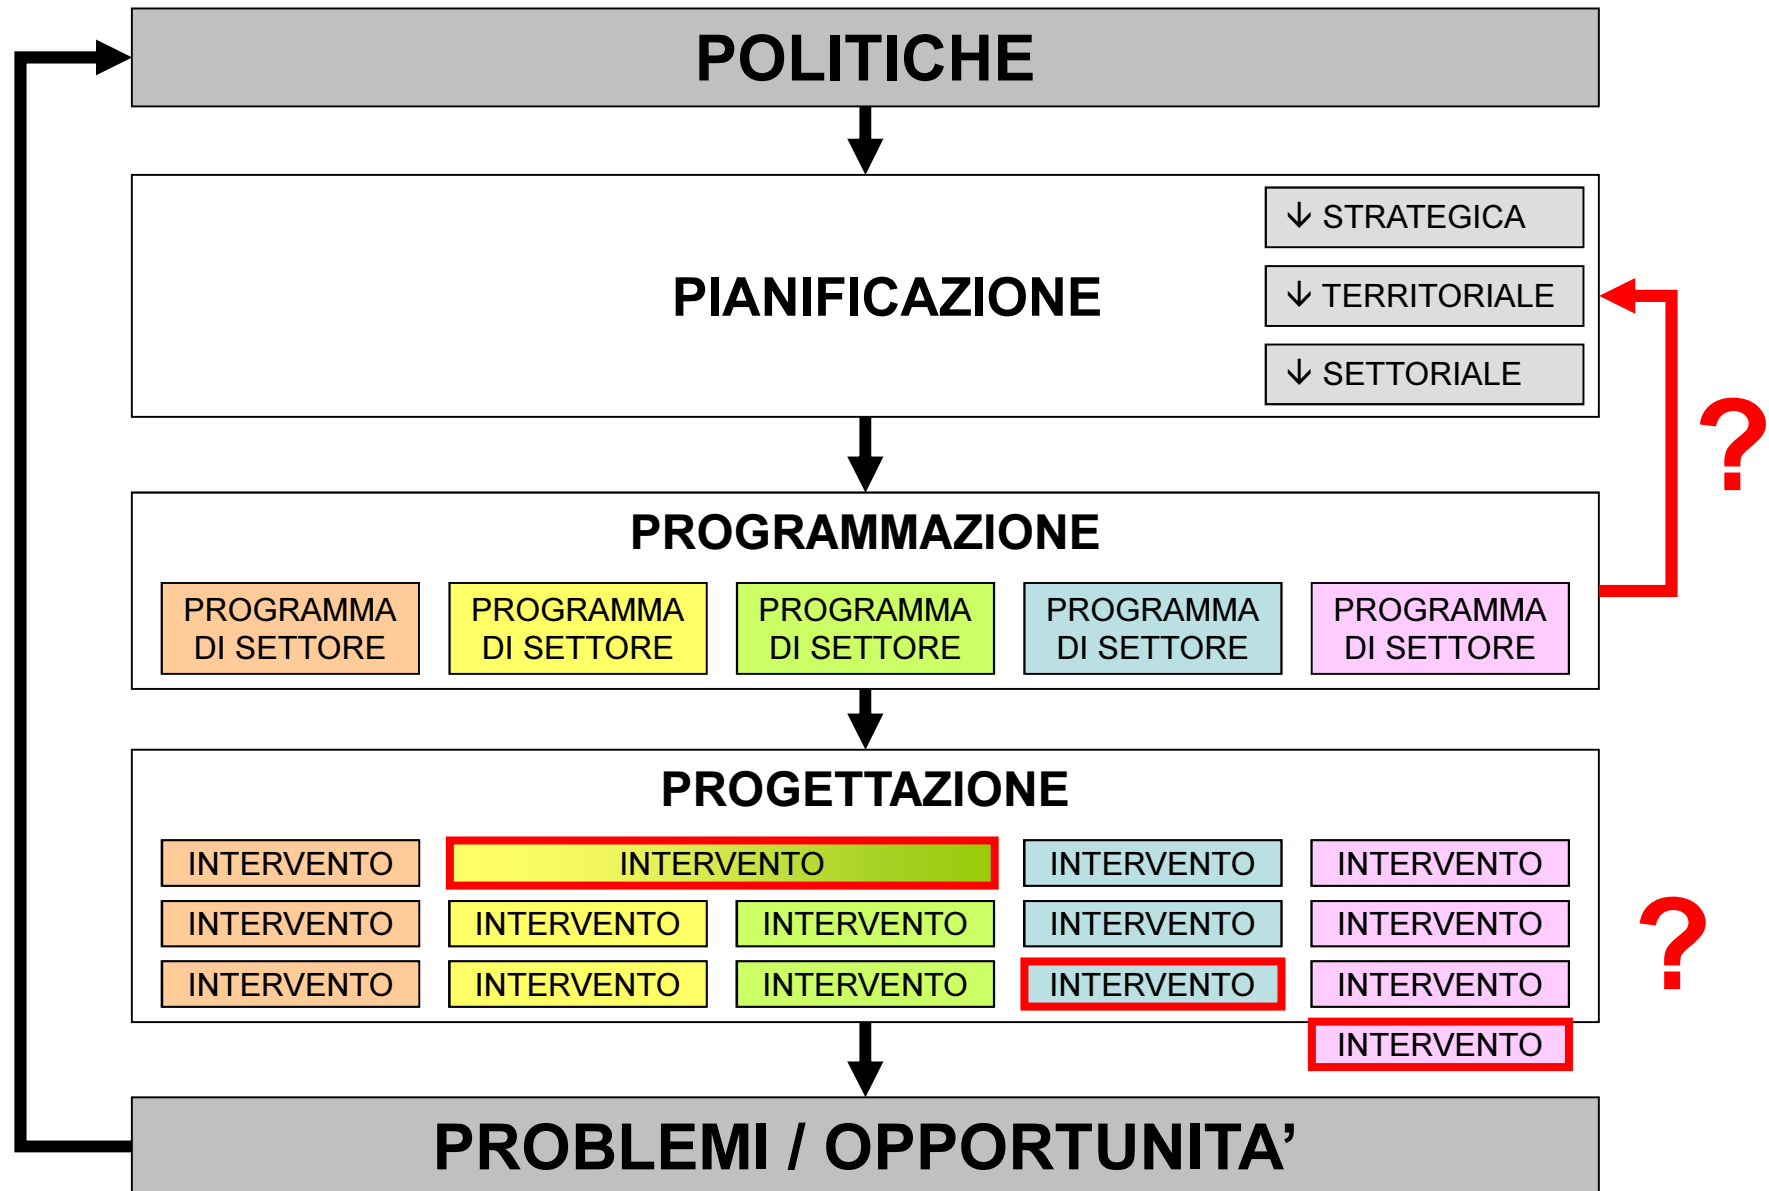 POLITICHE
PIANIFICAZIONE
↓ STRATEGICA
↓ TERRITORIALE
↓ SETTORIALE
?
PROGRAMMAZIONE
PROGRAMMA DI SETTORE
PROGRAMMA DI SETTORE
PROGRAMMA DI SETTORE
PROGRAMMA DI SETTORE
PROGRAMMA DI SETTORE
PROGETTAZIONE
INTERVENTO INTERVENTO INTERVENTO INTERVENTO
INTERVENTO INTERVENTO INTERVENTO INTERVENTO INTERVENTO
INTERVENTO INTERVENTO INTERVENTO INTERVENTO INTERVENTO
?
INTERVENTO
PROBLEMI / OPPORTUNITA’